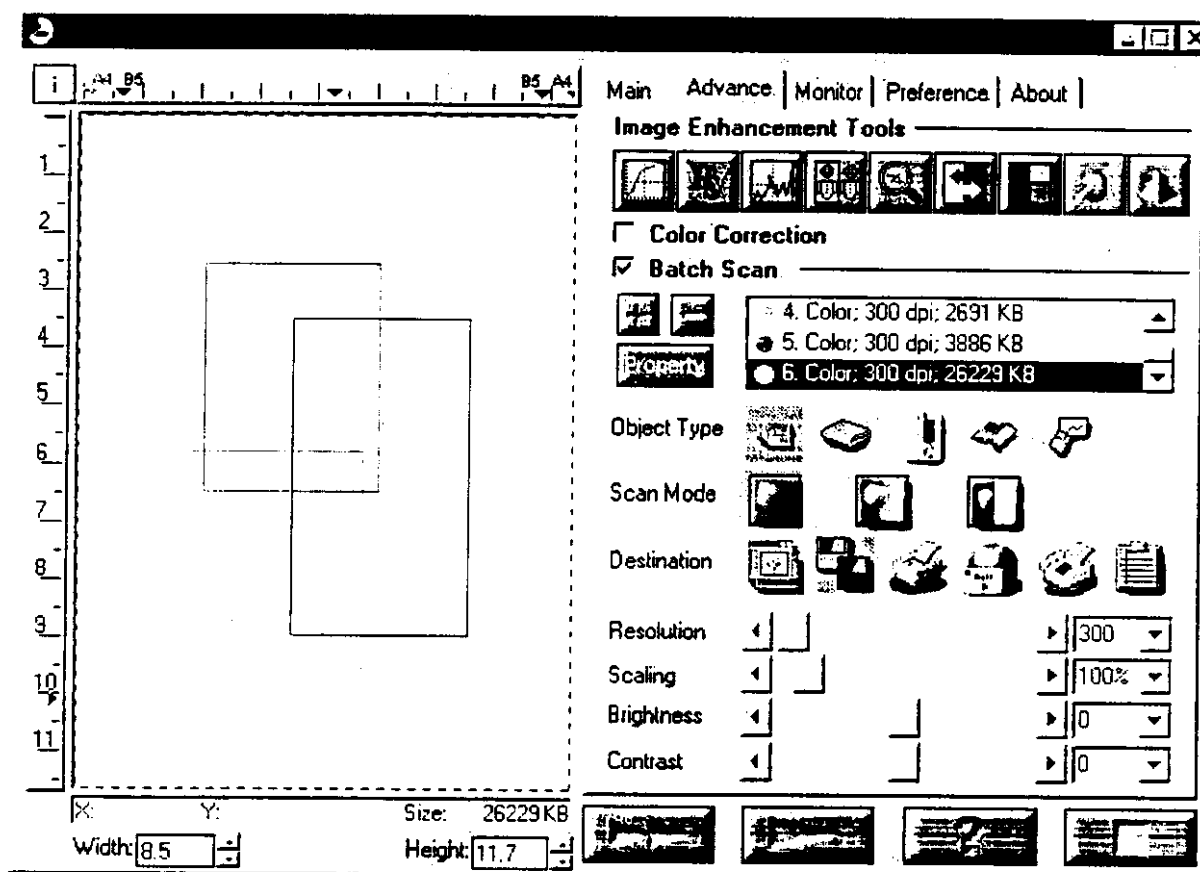 i A4 B5 B5 A4
1
2
3
4
5
6
7
8
9
10
11
X: Y: Size: 26229 KB
Width: 8.5 Height: 11.7
Main Advance Monitor Preference About
Image Enhancement Tools
Color Correction
Batch Scan
4. Color; 300 dpi; 2691 KB
5. Color; 300 dpi; 3886 KB
Property
6. Color; 300 dpi; 26229 KB
Object Type
Scan Mode
Destination
Resolution 300
Scaling 100%
Brightness 0
Contrast 0